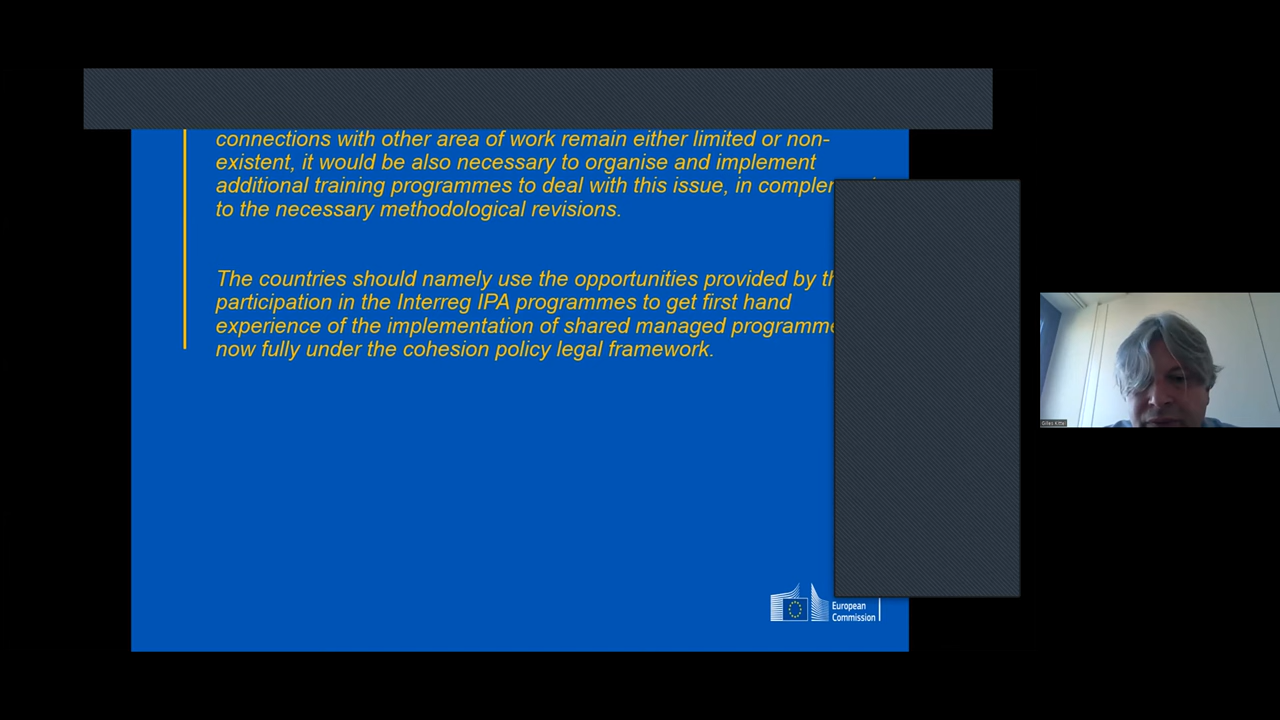 connections with other area of work remain either limited or non-
existent, it would be also necessary to organise and implement
additional training programmes to deal with this issue, in
to the necessary methodological revisions.
The countries should namely use the opportunities provided by
participation in the Interreg IPA programmes to get first hand
experience of the implementation of shared managed
now fully under the cohesion policy legal framework.
European
Commission